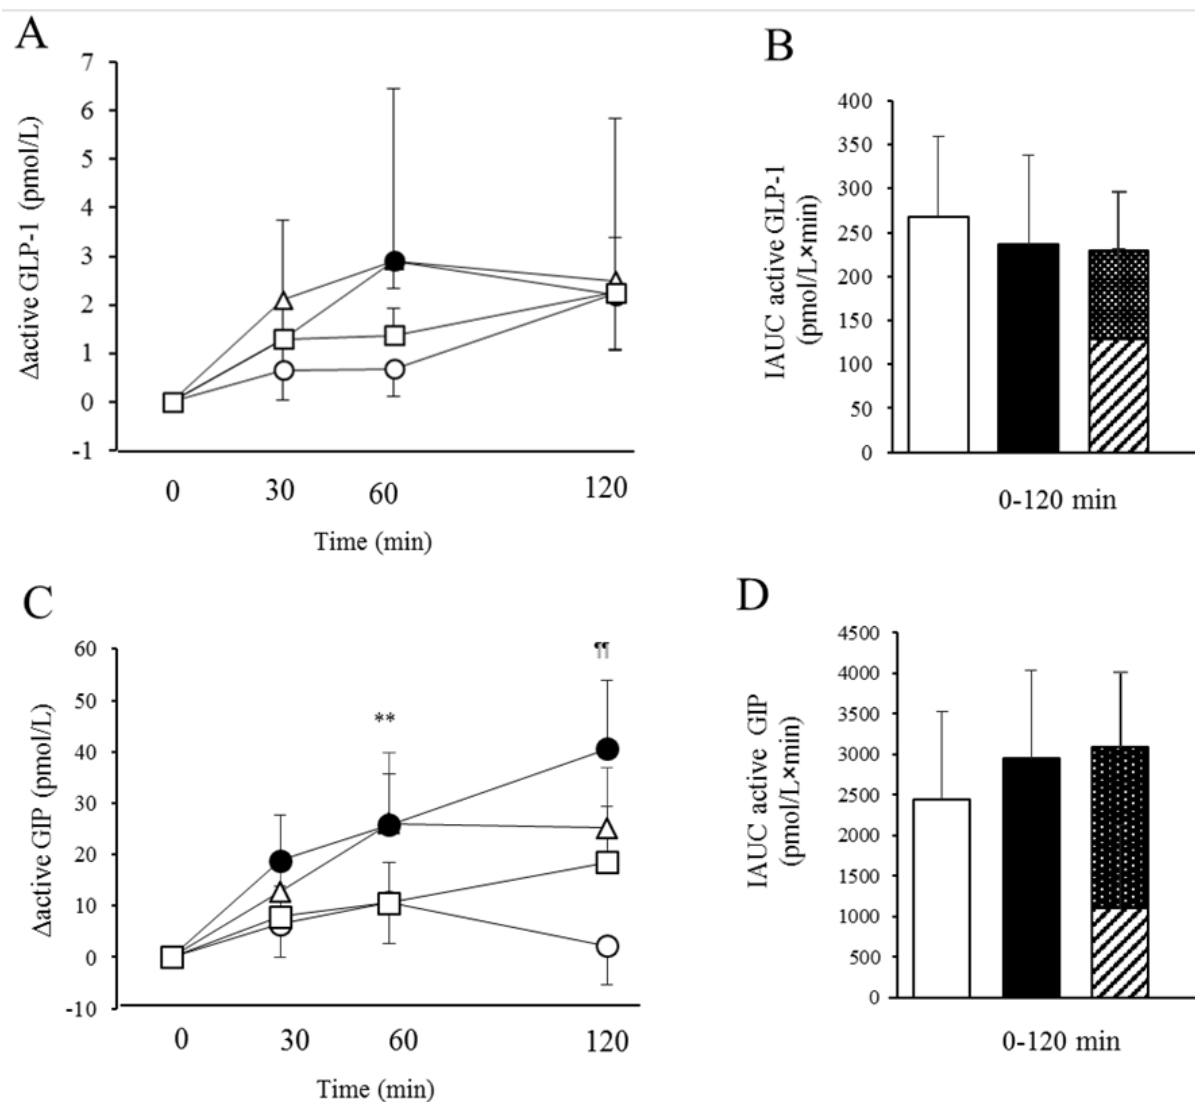 A
Δactive GLP-1 (pmol/L)
7
6
5
4
3
2
1
0
-1
0 30 60 120
Time (min)
B
IAUC active GLP-1
(pmol/L×min)
400
350
300
250
200
150
100
50
0
0-120 min
C
Δactive GIP (pmol/L)
60
50
40
30
20
10
0
-10
**
¶¶
0 30 60 120
Time (min)
D
IAUC active GIP
(pmol/L×min)
4500
4000
3500
3000
2500
2000
1500
1000
500
0
0-120 min